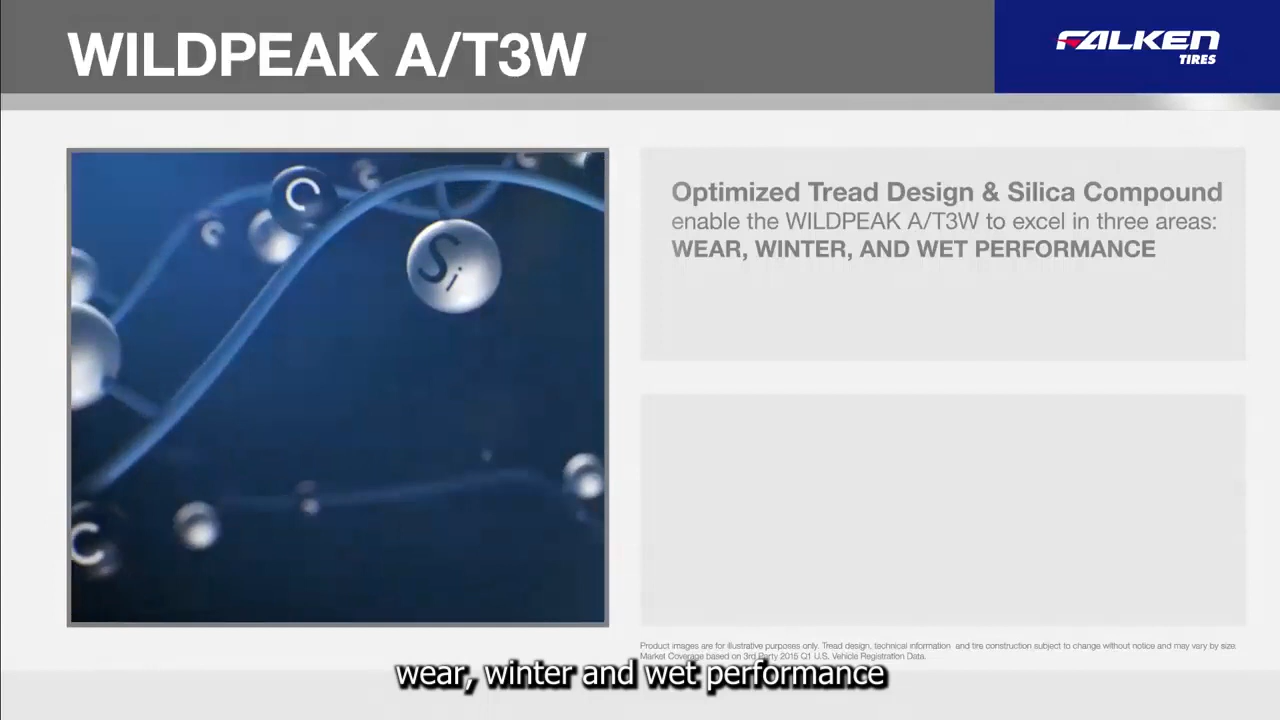 WILDPEAK A/T3W
FALKEN
TIRES
C
C
C
Si
C
Optimized Tread Design & Silica Compound
enable the WILDPEAK A/T3W to excel in three areas:
WEAR, WINTER, AND WET PERFORMANCE
Product images are for illustrative purposes only. Tread design, technical information and tire construction subject to change without notice and may vary by size.
Market Coverage based on 3rd Party 2015 Q1 U.S. Vehicle Registration Data.
wear, winter and wet performance